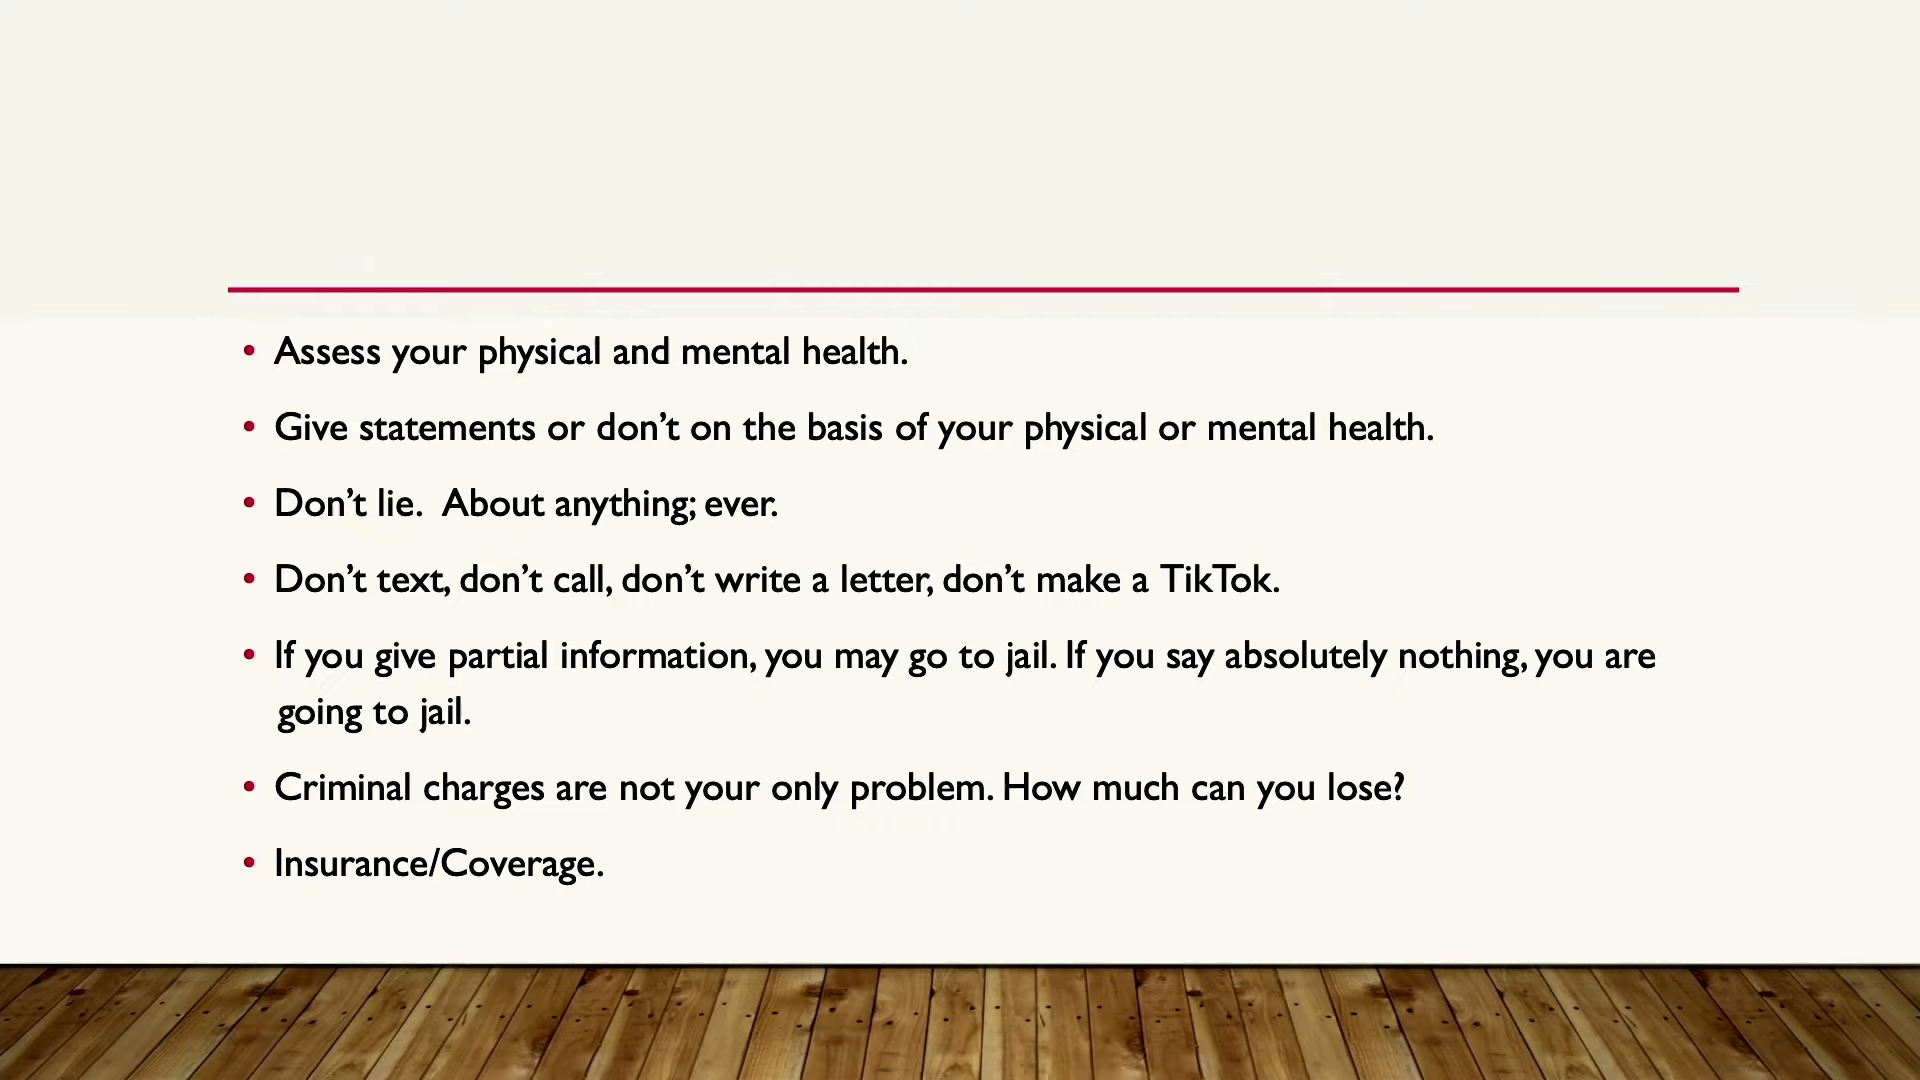 • Assess your physical and mental health.
• Give statements or don’t on the basis of your physical or mental health.
• Don’t lie.  About anything; ever.
• Don’t text, don’t call, don’t write a letter, don’t make a TikTok.
• If you give partial information, you may go to jail. If you say absolutely nothing, you are
going to jail.
• Criminal charges are not your only problem. How much can you lose?
• Insurance/Coverage.